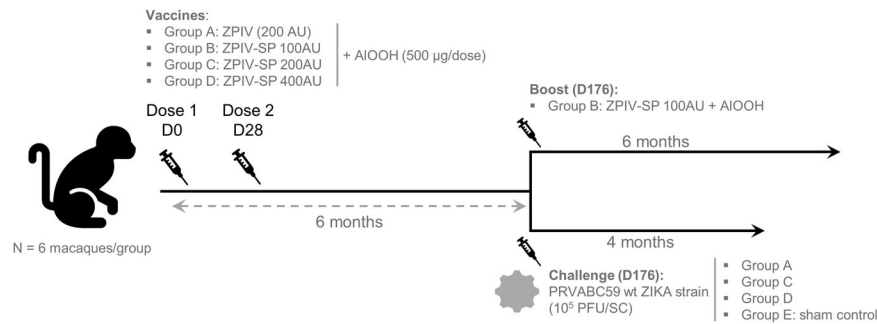 Vaccines:
▪ Group A: ZPIV (200 AU)
▪ Group B: ZPIV-SP 100AU
▪ Group C: ZPIV-SP 200AU
▪ Group D: ZPIV-SP 400AU
+ AlOOH (500 µg/dose)
Dose 1
D0
Dose 2
D28
N = 6 macaques/group
6 months
Boost (D176):
▪ Group B: ZPIV-SP 100AU + AlOOH
6 months
4 months
Challenge (D176):
PRVABC59 wt ZIKA strain
(10⁵ PFU/SC)
▪ Group A
▪ Group C
▪ Group D
▪ Group E: sham control